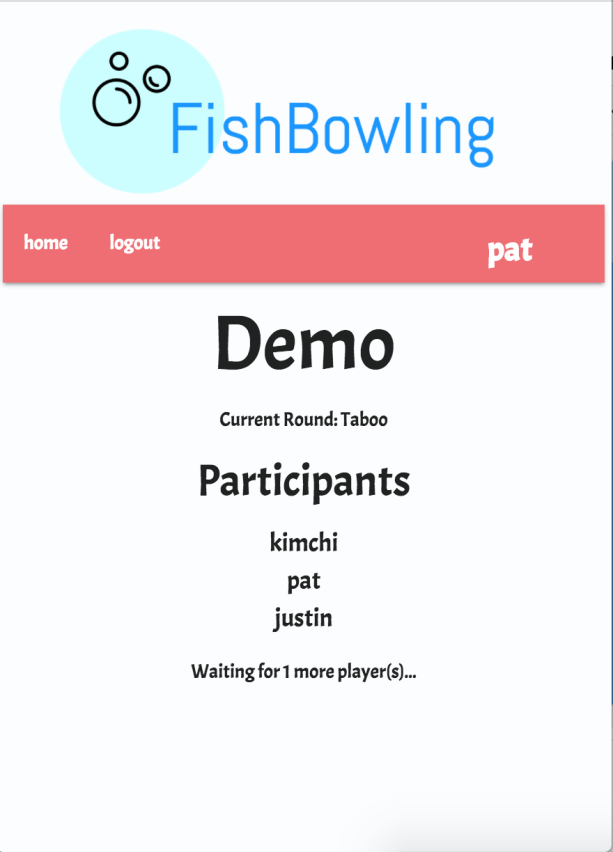 FishBowling
home logout pat
Demo
Current Round: Taboo
Participants
kimchi
pat
justin
Waiting for 1 more player(s)...